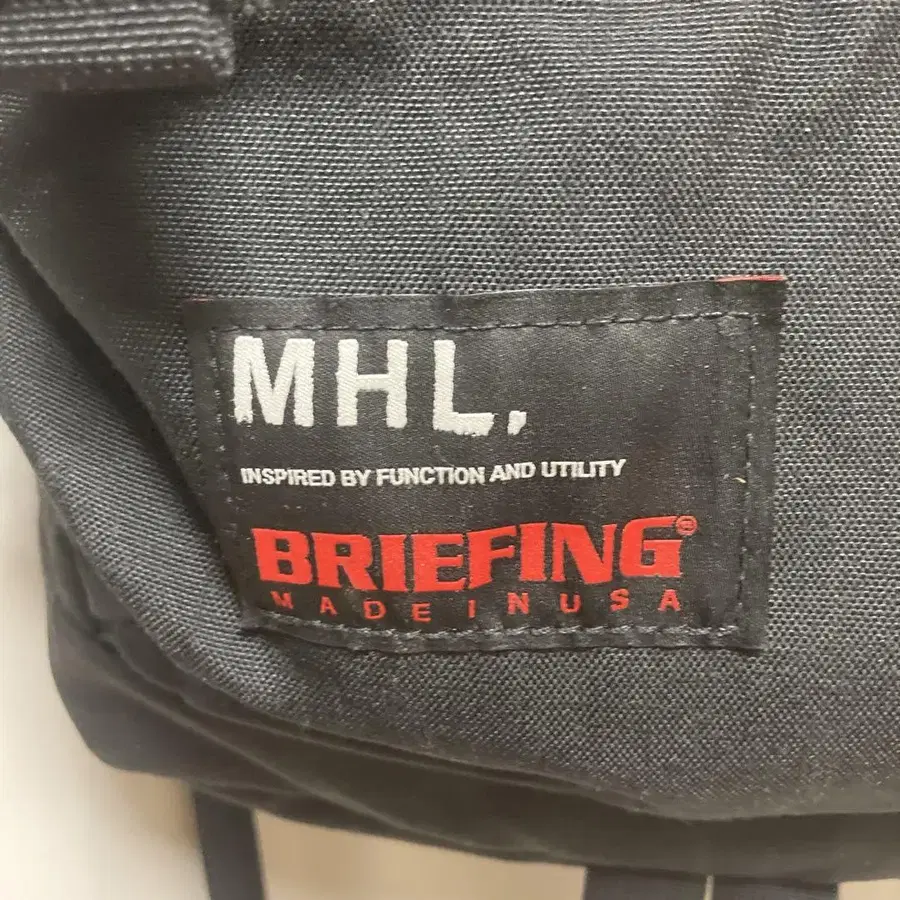 MHL.
INSPIRED BY FUNCTION AND UTILITY
BRIEFING®
MADE IN USA